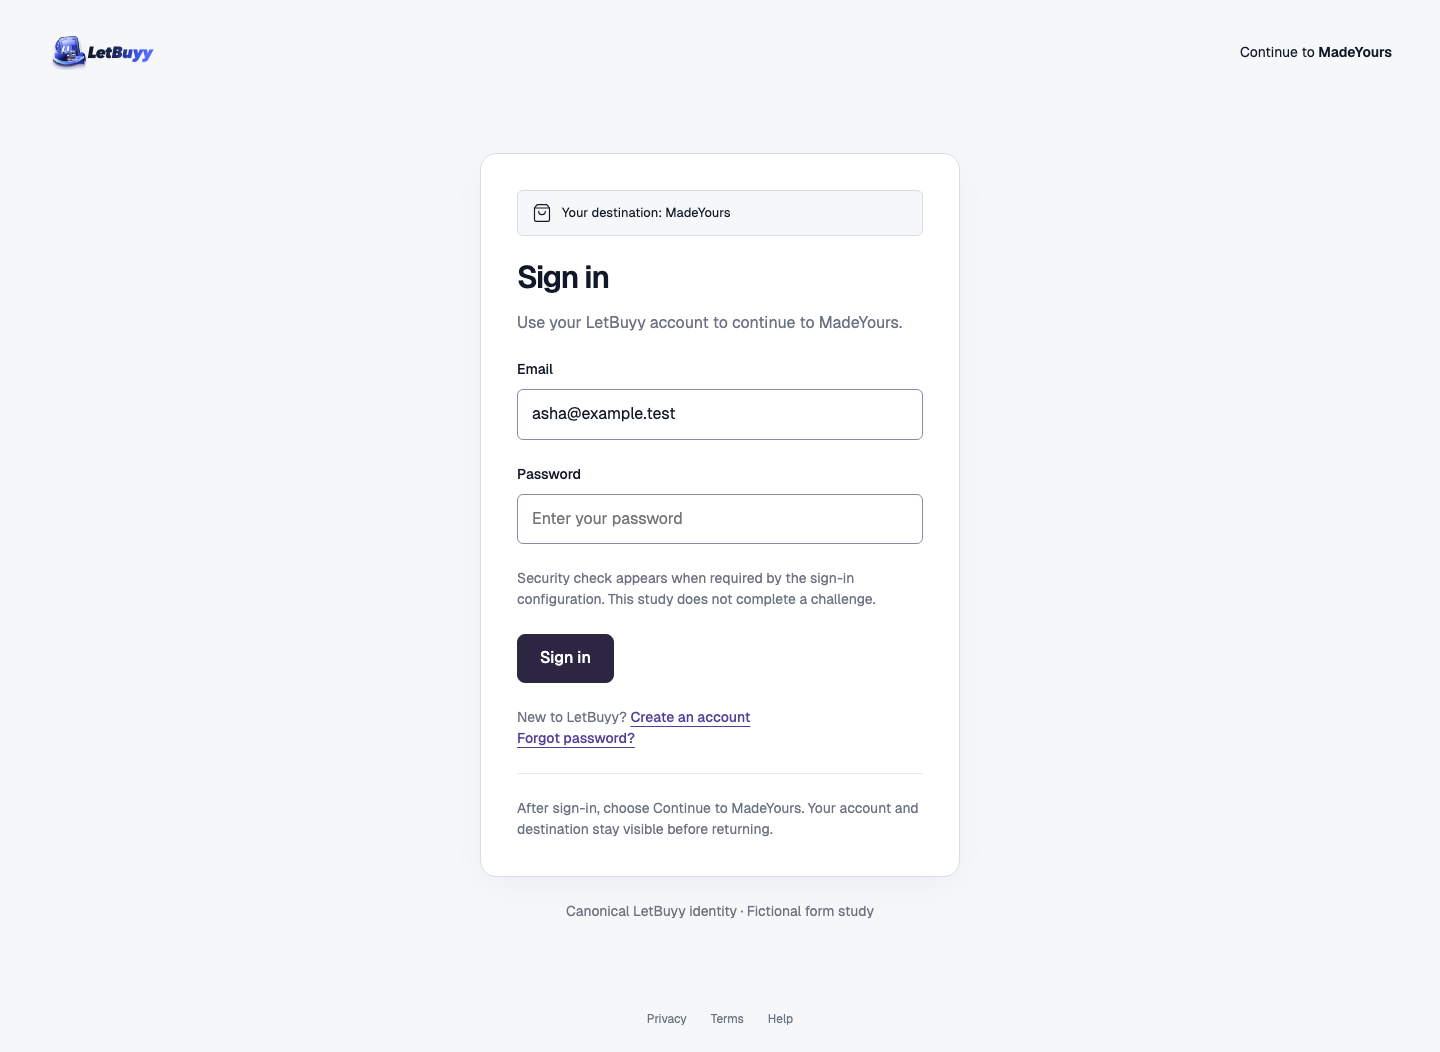 LetBuyy
Continue to MadeYours
Your destination: MadeYours
Sign in
Use your LetBuyy account to continue to MadeYours.
Email
asha@example.test
Password
Enter your password
Security check appears when required by the sign-in
configuration. This study does not complete a challenge.
Sign in
New to LetBuyy? Create an account
Forgot password?
After sign-in, choose Continue to MadeYours. Your account and
destination stay visible before returning.
Canonical LetBuyy identity · Fictional form study
Privacy Terms Help